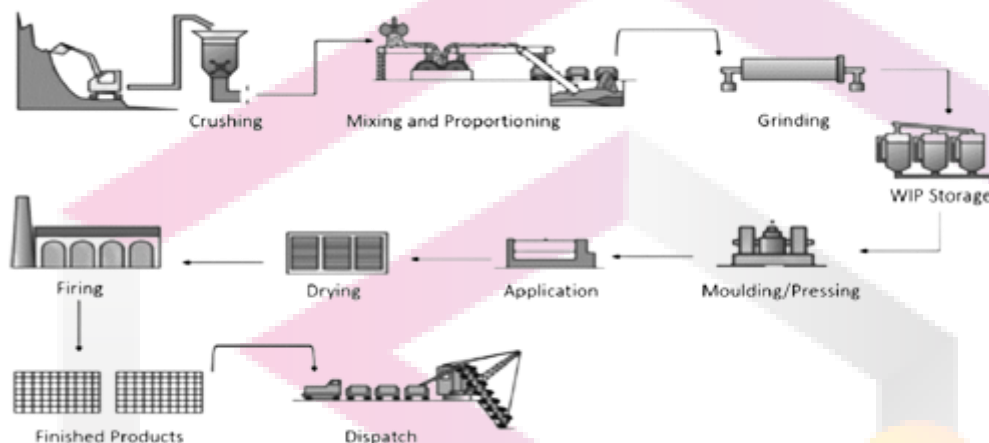 Crushing
Mixing and Proportioning
Grinding
WIP Storage
Moulding/Pressing
Application
Drying
Firing
Finished Products
Dispatch